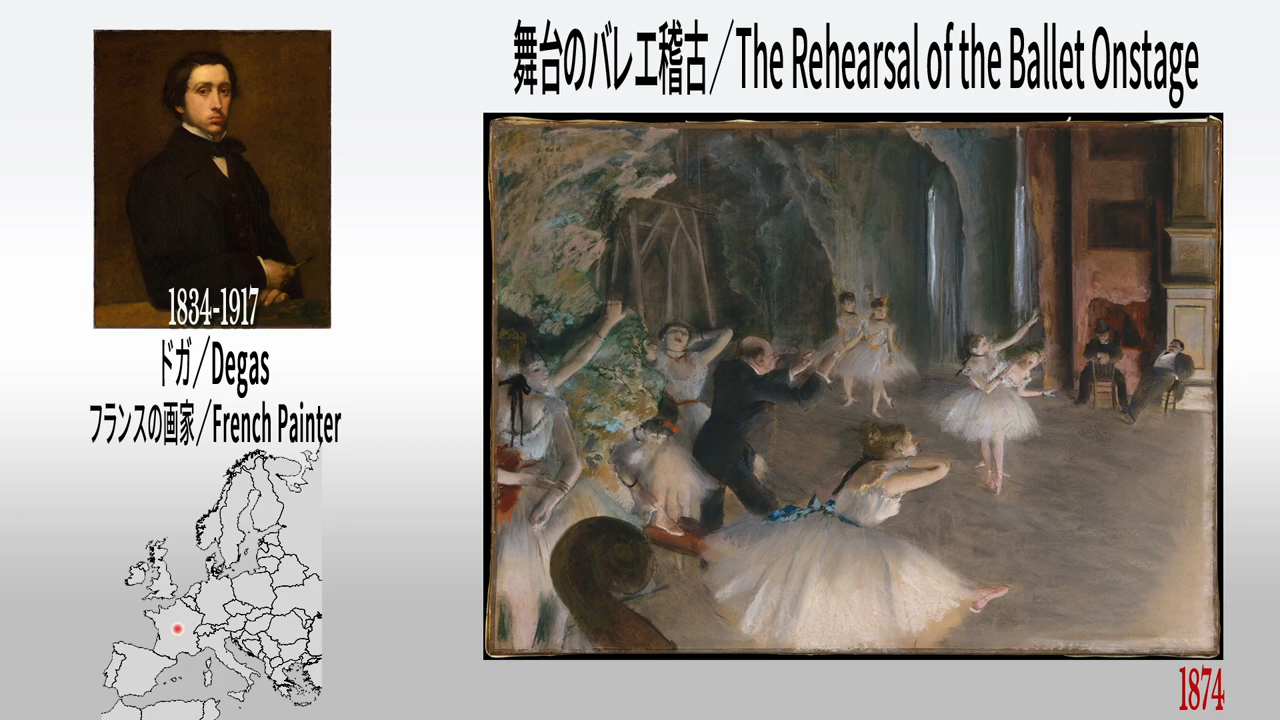 舞台のバレエ稽古／The Rehearsal of the Ballet Onstage
1834-1917
ドガ／Degas
フランスの画家／French Painter
1874